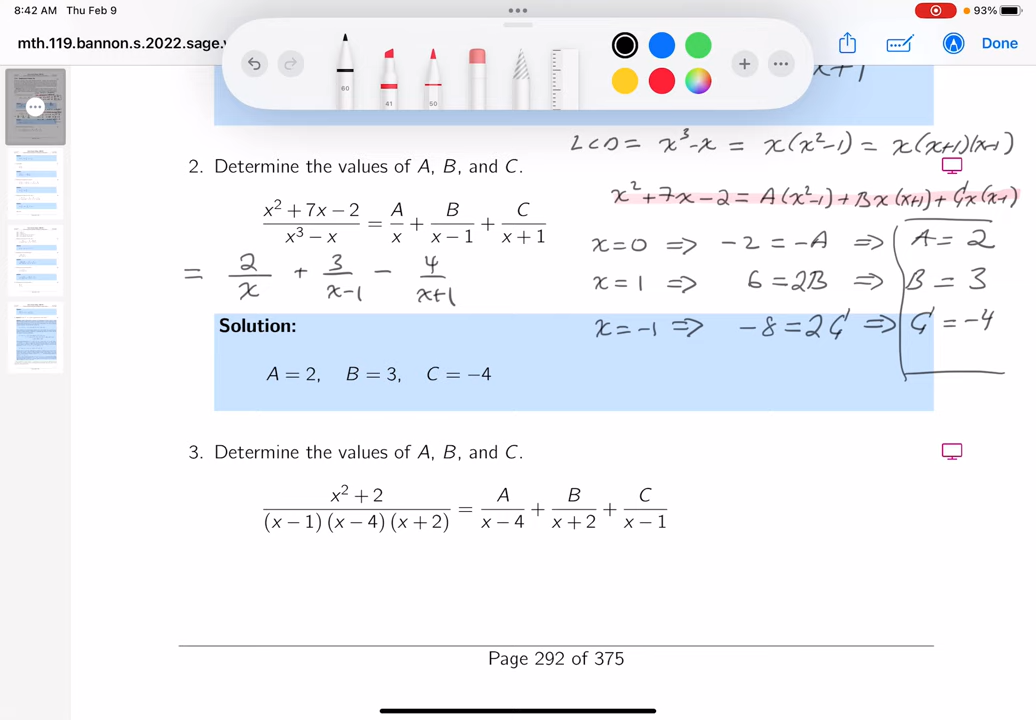 8:42 AM Thu Feb 9
93%
mth.119.bannon.s.2022.sage.
Done
60
41
50
x+1
LCD = x³-x = x(x²-1) = x(x+1)(x-1)
2. Determine the values of A, B, and C.
x² + 7x − 2 / x³ − x = A / x + B / x − 1 + C / x + 1
x²+7x-2 = A(x²-1) + Bx(x+1) + Cx(x-1)
= 2/x + 3/x-1 - 4/x+1
x=0 ⇒ -2 = -A ⇒ A = 2
x=1 ⇒ 6 = 2B ⇒ B = 3
x=-1 ⇒ -8 = 2C ⇒ C = -4
Solution:
A = 2, B = 3, C = −4
3. Determine the values of A, B, and C.
x² + 2 / (x − 1) (x − 4) (x + 2) = A / x − 4 + B / x + 2 + C / x − 1
Page 292 of 375